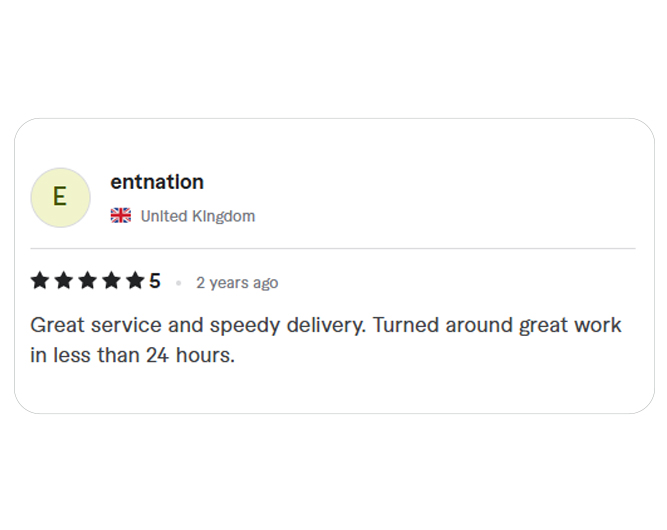 E
entnation
United Kingdom
5 • 2 years ago
Great service and speedy delivery. Turned around great work
in less than 24 hours.